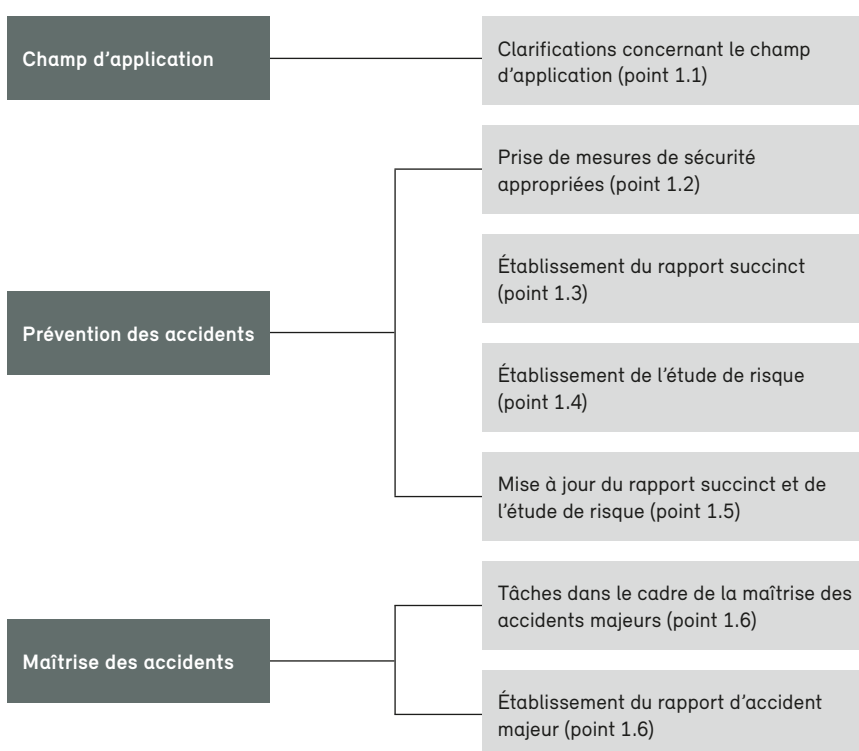 Champ d'application
Clarifications concernant le champ
d'application (point 1.1)
Prise de mesures de sécurité
appropriées (point 1.2)
Établissement du rapport succinct
(point 1.3)
Prévention des accidents
Établissement de l'étude de risque
(point 1.4)
Mise à jour du rapport succinct et de
l'étude de risque (point 1.5)
Maîtrise des accidents
Tâches dans le cadre de la maîtrise des
accidents majeurs (point 1.6)
Établissement du rapport d'accident
majeur (point 1.6)